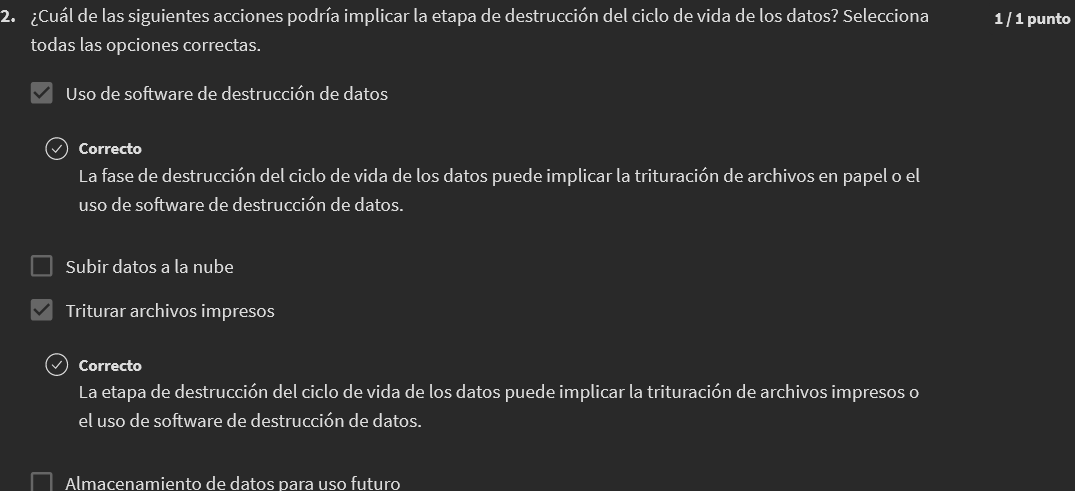 2. ¿Cuál de las siguientes acciones podría implicar la etapa de destrucción del ciclo de vida de los datos? Selecciona
todas las opciones correctas.
1 / 1 punto
Uso de software de destrucción de datos
Correcto
La fase de destrucción del ciclo de vida de los datos puede implicar la trituración de archivos en papel o el
uso de software de destrucción de datos.
Subir datos a la nube
Triturar archivos impresos
Correcto
La etapa de destrucción del ciclo de vida de los datos puede implicar la trituración de archivos impresos o
el uso de software de destrucción de datos.
Almacenamiento de datos para uso futuro